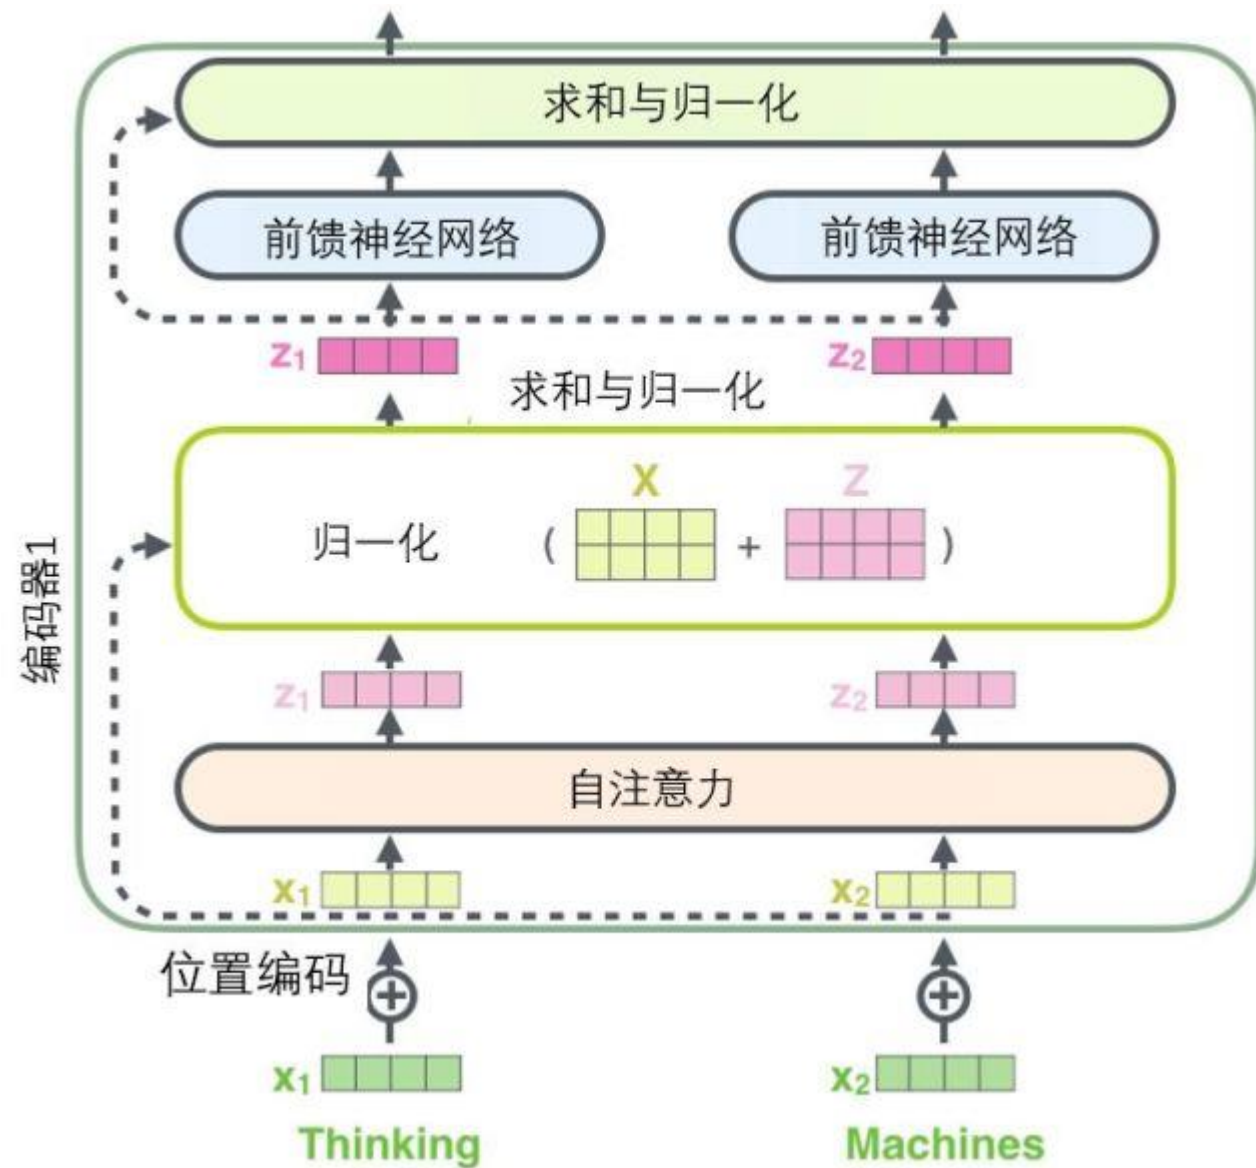 求和与归一化
前馈神经网络 前馈神经网络
z₁ z₂
求和与归一化
X Z
归一化 ( + )
编码器1
z₁ z₂
自注意力
x₁ x₂
位置编码 +  +
x₁ x₂
Thinking Machines